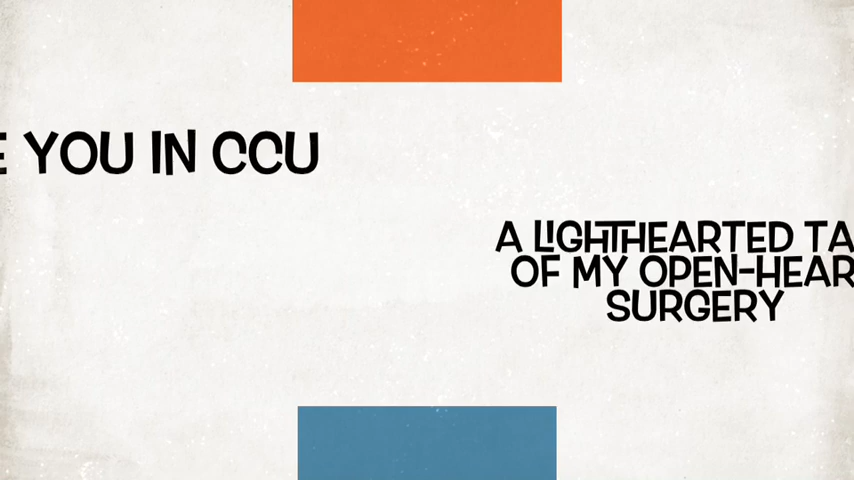 E YOU IN CCU
A LIGHTHEARTED TA
OF MY OPEN-HEAR
SURGERY